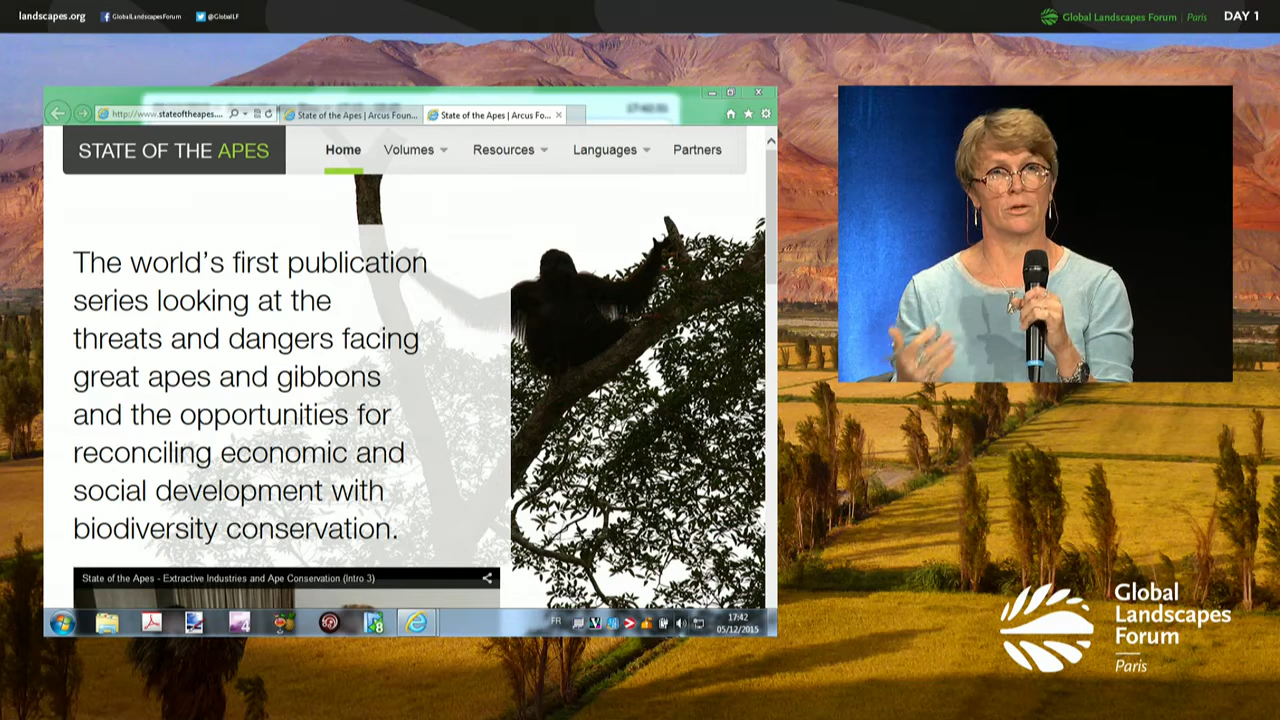 landscapes.org
GlobalLandscapesForum
@GlobalLF
Global Landscapes Forum | Paris
DAY 1
http://www.stateoftheapes....
State of the Apes | Arcus Foun...
State of the Apes | Arcus Fo...
STATE OF THE APES
Home
Volumes
Resources
Languages
Partners
The world's first publication
series looking at the
threats and dangers facing
great apes and gibbons
and the opportunities for
reconciling economic and
social development with
biodiversity conservation.
State of the Apes - Extractive Industries and Ape Conservation (Intro 3)
FR
17:42
05/12/2015
Global
Landscapes
Forum
Paris